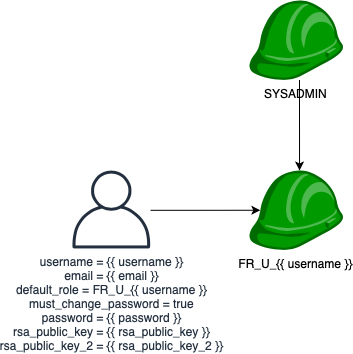 SYSADMIN
FR_U_{{ username }}
username = {{ username }}
email = {{ email }}
default_role = FR_U_{{ username }}
must_change_password = true
password = {{ password }}
rsa_public_key = {{ rsa_public_key }}
rsa_public_key_2 = {{ rsa_public_key_2 }}